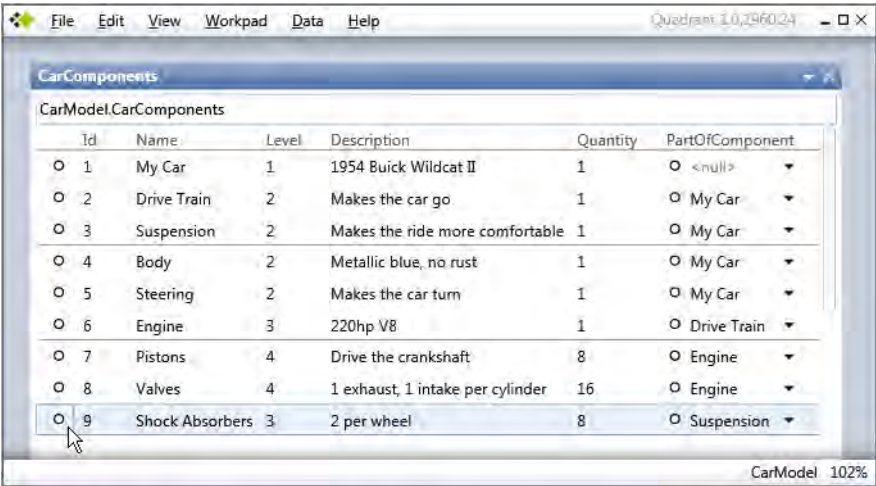 File Edit View Workpad Data Help Quadrant 1.0.2960.24
CarComponents
CarModel.CarComponents
Id Name Level Description Quantity PartOfComponent
1 My Car 1 1954 Buick Wildcat II 1 <null>
2 Drive Train 2 Makes the car go 1 My Car
3 Suspension 2 Makes the ride more comfortable 1 My Car
4 Body 2 Metallic blue, no rust 1 My Car
5 Steering 2 Makes the car turn 1 My Car
6 Engine 3 220hp V8 1 Drive Train
7 Pistons 4 Drive the crankshaft 8 Engine
8 Valves 4 1 exhaust, 1 intake per cylinder 16 Engine
9 Shock Absorbers 3 2 per wheel 8 Suspension
CarModel 102%